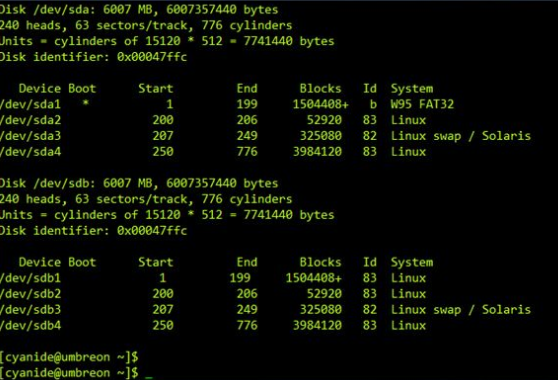 Disk /dev/sda: 6007 MB, 6007357440 bytes
240 heads, 63 sectors/track, 776 cylinders
Units = cylinders of 15120 * 512 = 7741440 bytes
Disk identifier: 0x00047ffc
Device Boot Start End Blocks Id System
/dev/sda1 * 1 199 1504408+ b W95 FAT32
/dev/sda2 200 206 52920 83 Linux
/dev/sda3 207 249 325080 82 Linux swap / Solaris
/dev/sda4 250 776 3984120 83 Linux
Disk /dev/sdb: 6007 MB, 6007357440 bytes
240 heads, 63 sectors/track, 776 cylinders
Units = cylinders of 15120 * 512 = 7741440 bytes
Disk identifier: 0x00047ffc
Device Boot Start End Blocks Id System
/dev/sdb1 1 199 1504408+ 83 Linux
/dev/sdb2 200 206 52920 83 Linux
/dev/sdb3 207 249 325080 82 Linux swap / Solaris
/dev/sdb4 250 776 3984120 83 Linux
[cyanide@umbreon ~]$
[cyanide@umbreon ~]$ _